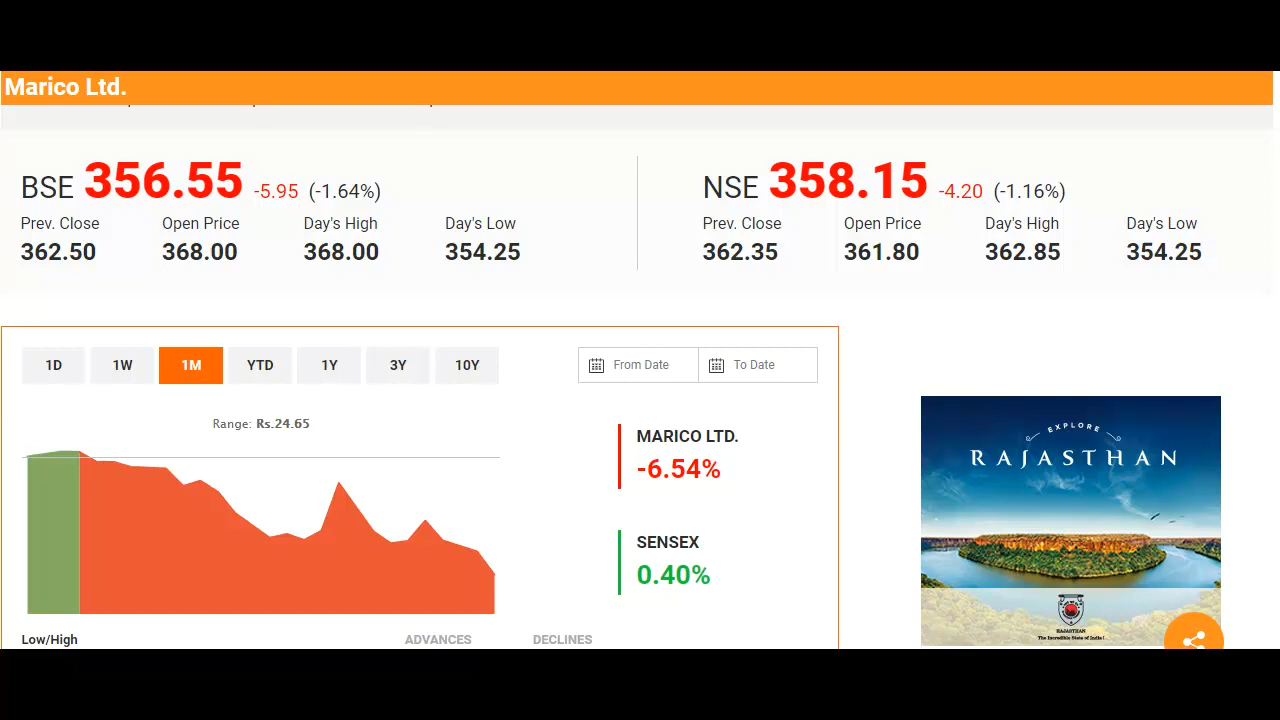 Marico Ltd.
BSE 356.55 -5.95 (-1.64%)
Prev. Close Open Price Day's High Day's Low
362.50 368.00 368.00 354.25
NSE 358.15 -4.20 (-1.16%)
Prev. Close Open Price Day's High Day's Low
362.35 361.80 362.85 354.25
1D 1W 1M YTD 1Y 3Y 10Y
From Date To Date
Range: Rs.24.65
MARICO LTD.
-6.54%
SENSEX
0.40%
Low/High ADVANCES DECLINES
EXPLORE
RAJASTHAN
RAJASTHAN
The Incredible State of India!